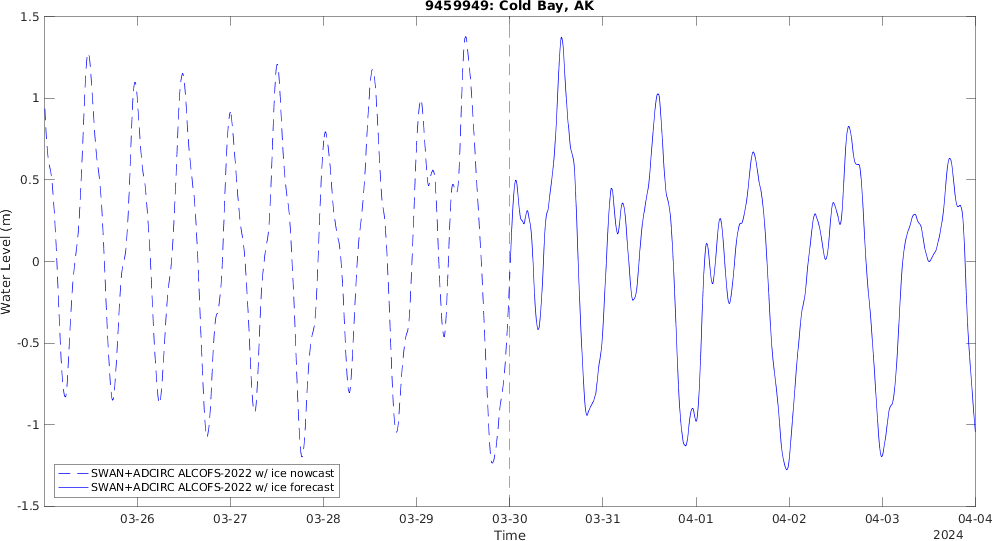 9459949: Cold Bay, AK
1.5
1
0.5
0
-0.5
-1
-1.5
Water Level (m)
SWAN+ADCIRC ALCOFS-2022 w/ ice nowcast
SWAN+ADCIRC ALCOFS-2022 w/ ice forecast
03-26 03-27 03-28 03-29 03-30 03-31 04-01 04-02 04-03 04-04
Time
2024